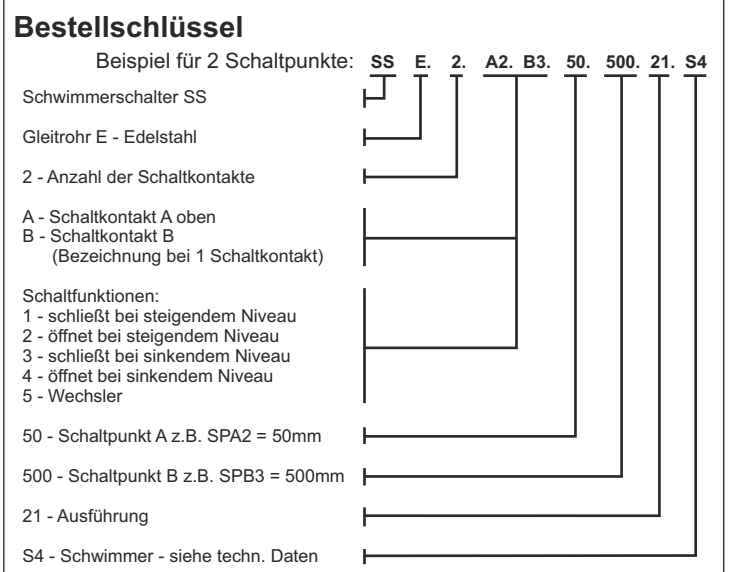 Bestellschlüssel
Beispiel für 2 Schaltpunkte: SS E. 2. A2. B3. 50. 500. 21. S4
Schwimmerschalter SS
Gleitrohr E - Edelstahl
2 - Anzahl der Schaltkontakte
A - Schaltkontakt A oben
B - Schaltkontakt B
(Bezeichnung bei 1 Schaltkontakt)
Schaltfunktionen:
1 - schließt bei steigendem Niveau
2 - öffnet bei steigendem Niveau
3 - schließt bei sinkendem Niveau
4 - öffnet bei sinkendem Niveau
5 - Wechsler
50 - Schaltpunkt A z.B. SPA2 = 50mm
500 - Schaltpunkt B z.B. SPB3 = 500mm
21 - Ausführung
S4 - Schwimmer - siehe techn. Daten